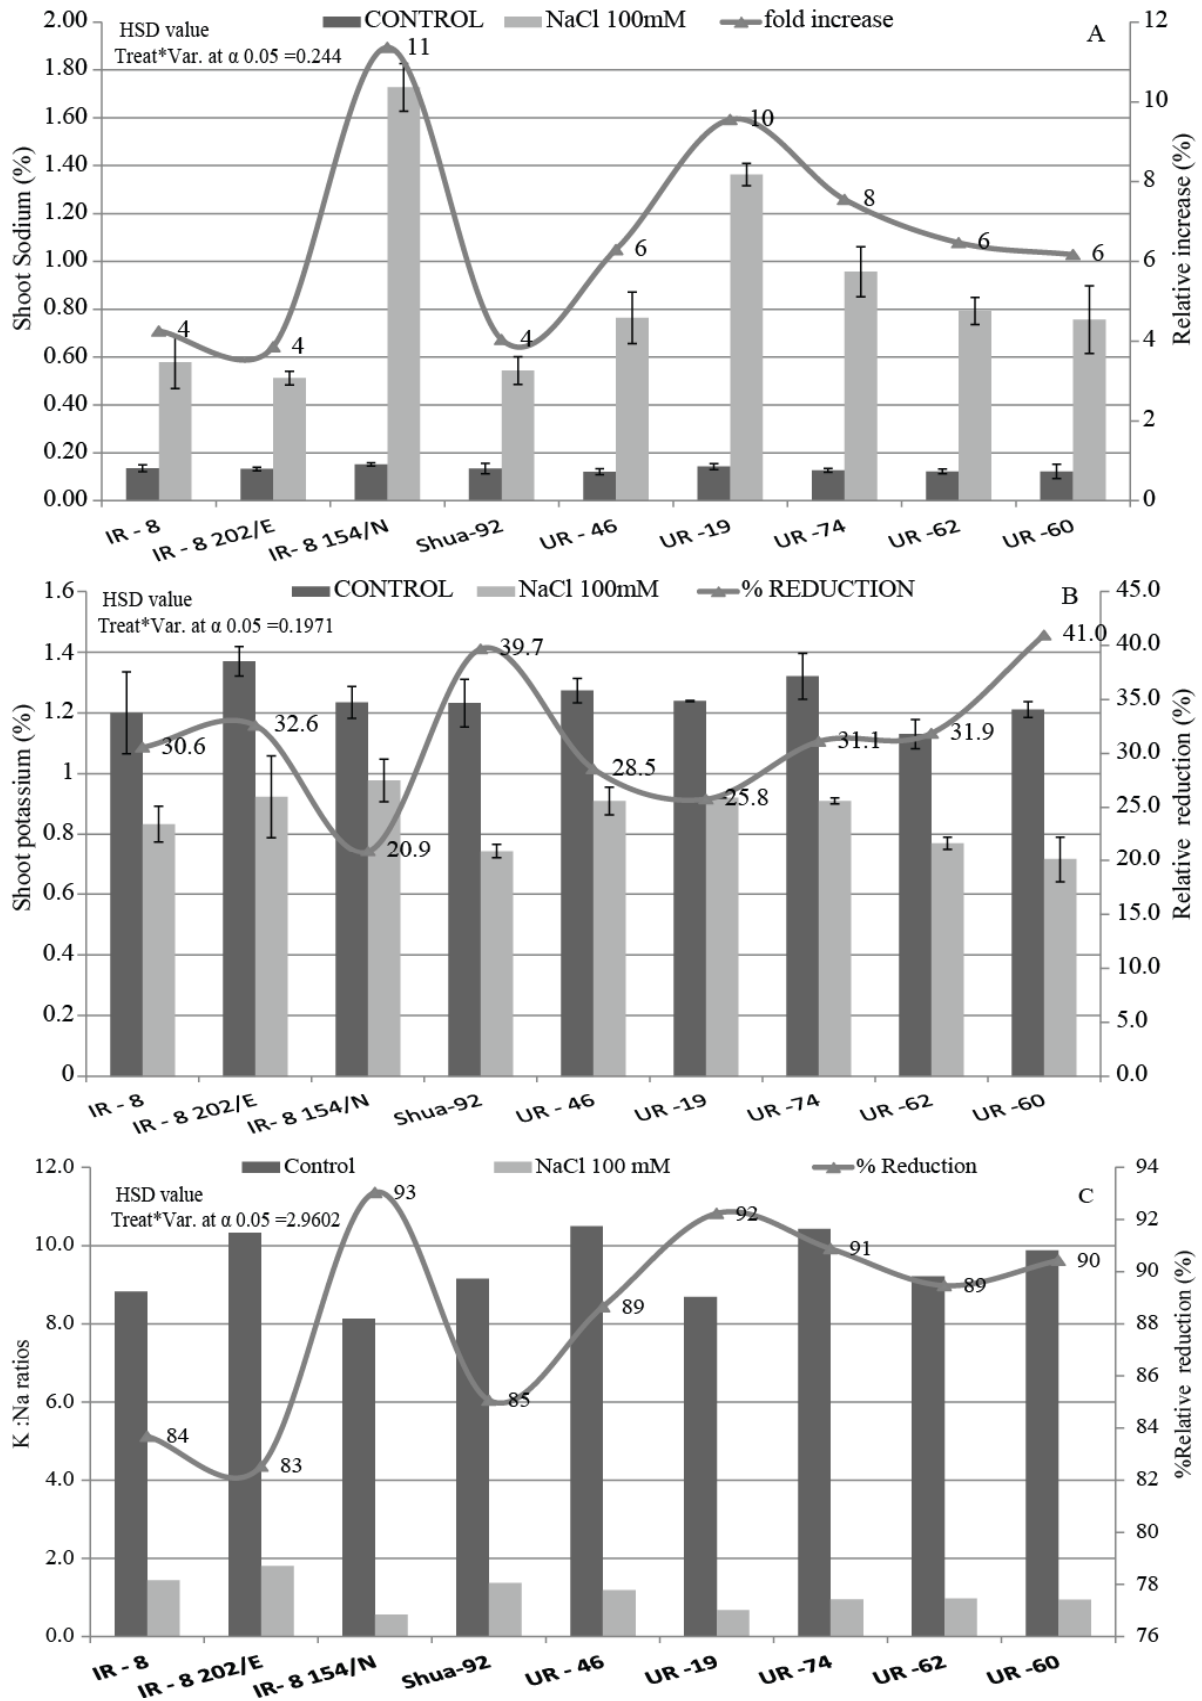 CONTROL NaCl 100mM fold increase
A
HSD value
Treat*Var. at α 0.05 =0.244
Shoot Sodium (%)
2.00
1.80
1.60
1.40
1.20
1.00
0.80
0.60
0.40
0.20
0.00
4 4 11 4 6 10 8 6 6
12
10
8
6
4
2
0
Relative increase (%)
IR - 8 IR - 8 202/E IR- 8 154/N Shua-92 UR - 46 UR -19 UR -74 UR -62 UR -60
CONTROL NaCl 100mM % REDUCTION
B
HSD value
Treat*Var. at α 0.05 =0.1971
Shoot potassium (%)
1.6
1.4
1.2
1
0.8
0.6
0.4
0.2
0
30.6 32.6 20.9 39.7 28.5 25.8 31.1 31.9 41.0
45.0
40.0
35.0
30.0
25.0
20.0
15.0
10.0
5.0
0.0
Relative reduction (%)
IR - 8 IR - 8 202/E IR- 8 154/N Shua-92 UR - 46 UR -19 UR -74 UR -62 UR -60
Control NaCl 100 mM % Reduction
C
HSD value
Treat*Var. at α 0.05 =2.9602
K :Na ratios
12.0
10.0
8.0
6.0
4.0
2.0
0.0
84 83 93 85 89 92 91 89 90
94
92
90
88
86
84
82
80
78
76
%Relative reduction (%)
IR - 8 IR - 8 202/E IR- 8 154/N Shua-92 UR - 46 UR -19 UR -74 UR -62 UR -60